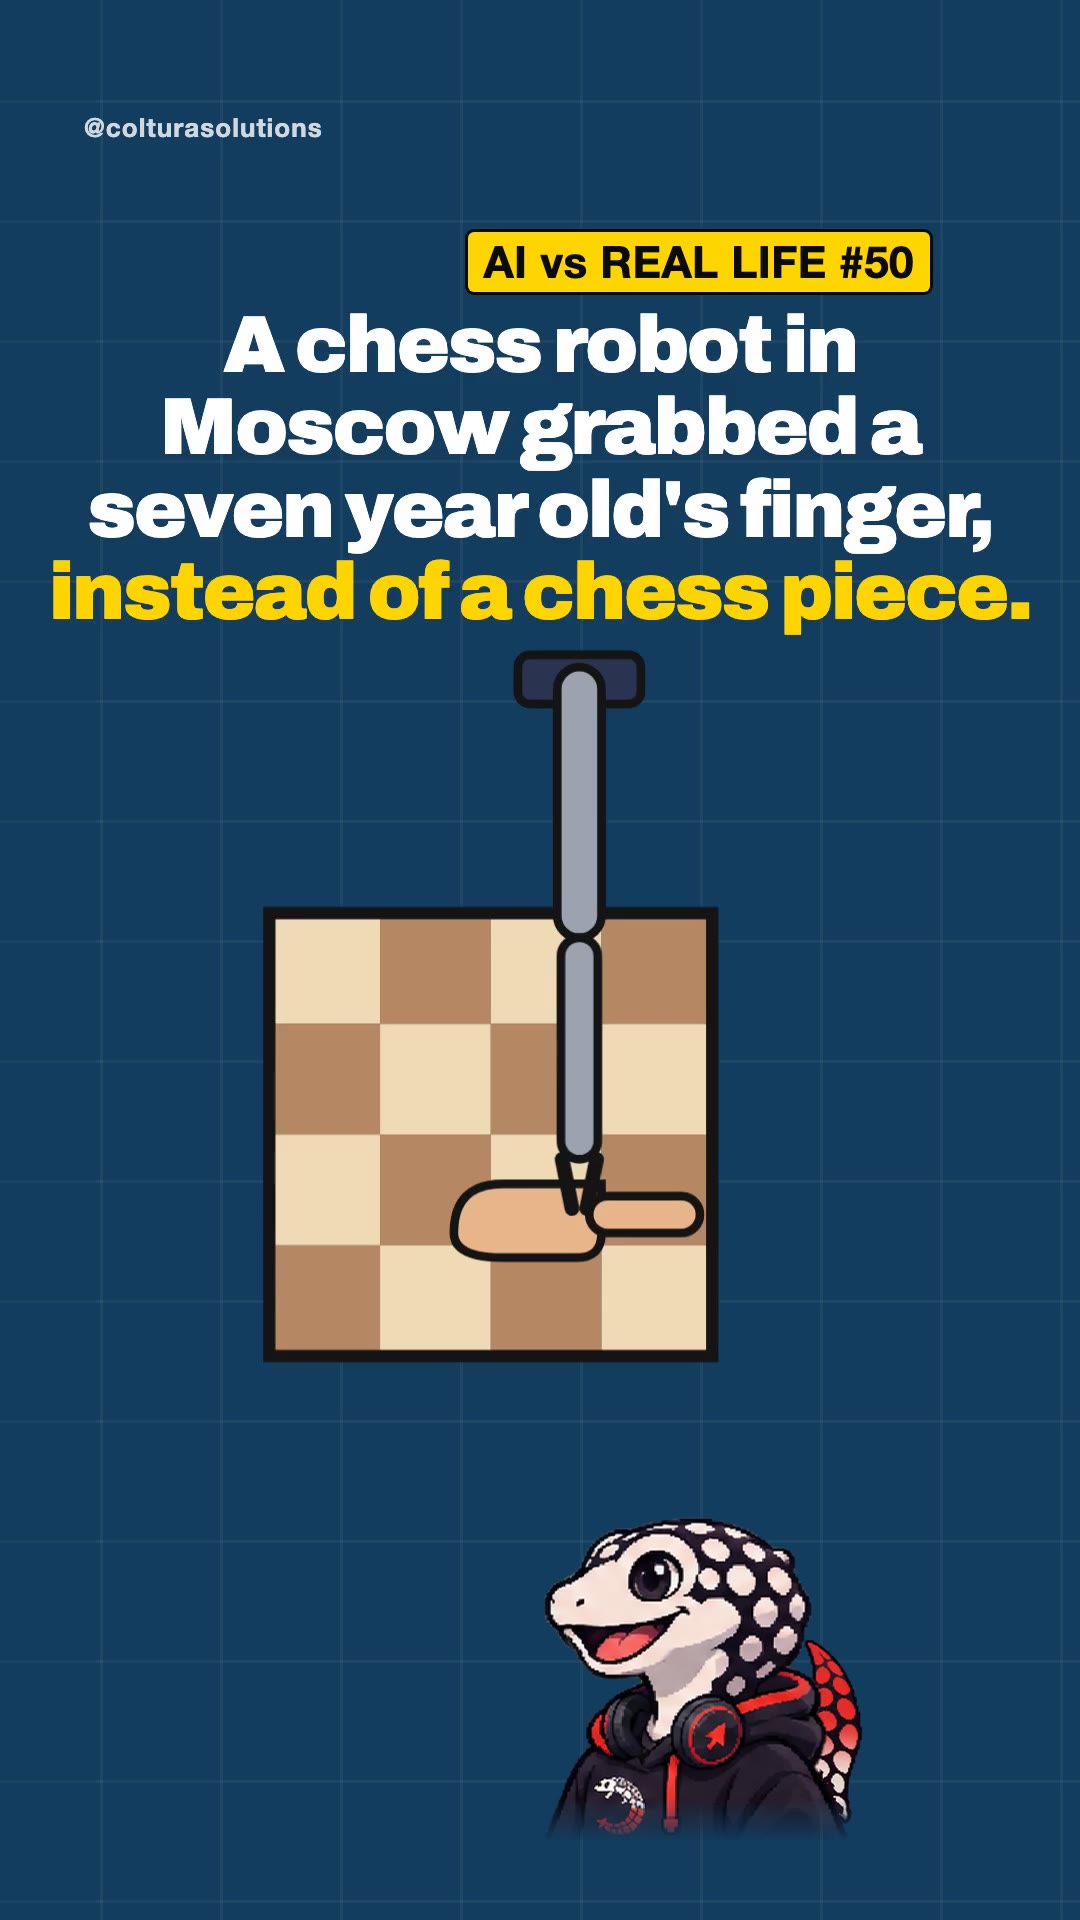 @colturasolutions
AI vs REAL LIFE #50
A chess robot in
Moscow grabbed a
seven year old's finger,
instead of a chess piece.